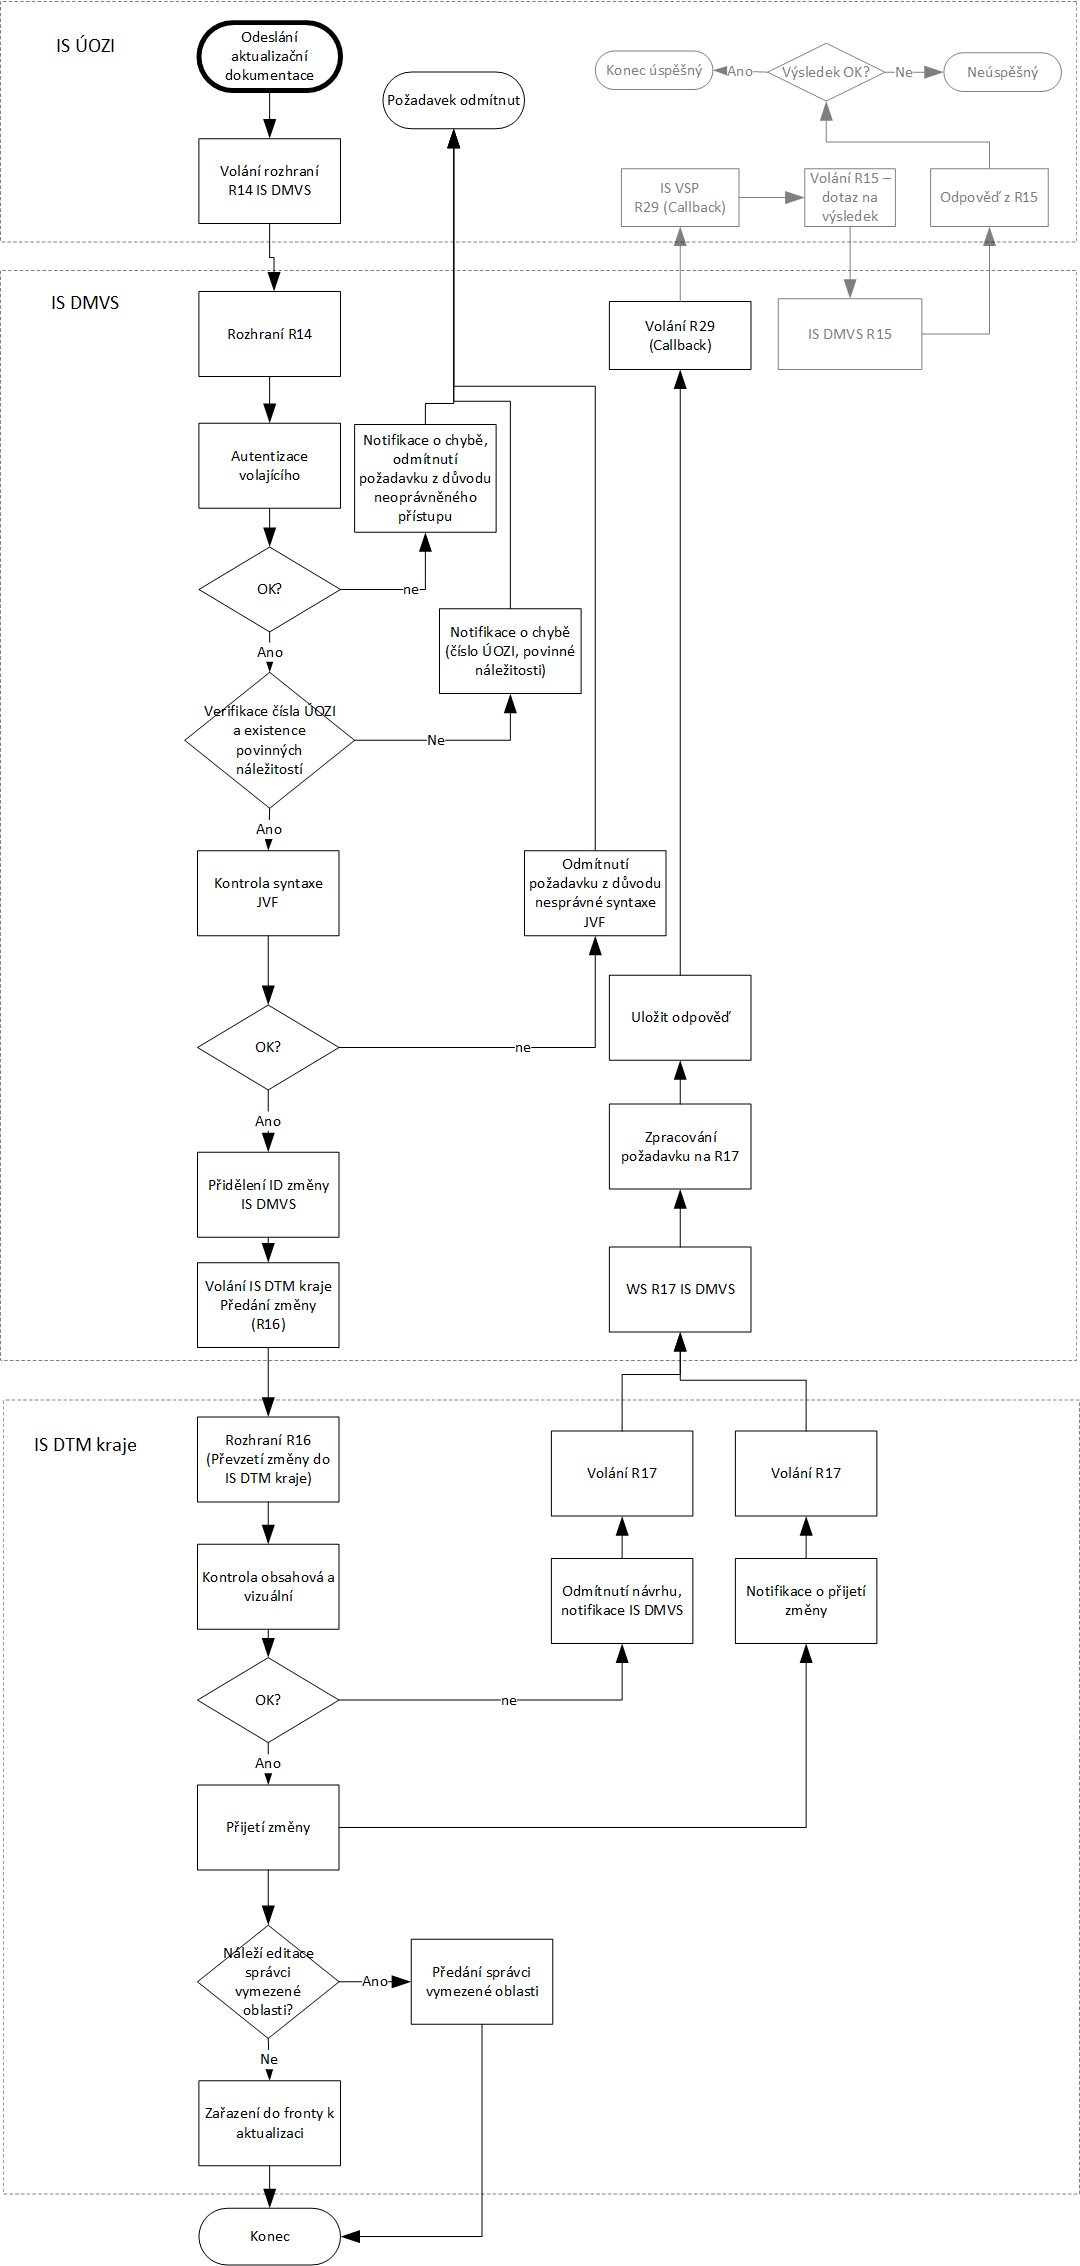 IS ÚOZI
Odeslání
aktualizační
dokumentace
Požadavek odmítnut
Konec úspěšný
Ano
Výsledek OK?
Ne
Neúspěšný
Volání rozhraní
R14 IS DMVS
IS VSP
R29 (Callback)
Volání R15 –
dotaz na
výsledek
Odpověď z R15
IS DMVS
Rozhraní R14
Volání R29
(Callback)
IS DMVS R15
Autentizace
volajícího
Notifikace o chybě,
odmítnutí
požadavku z důvodu
neoprávněného
přístupu
OK?
ne
Ano
Notifikace o chybě
(číslo ÚOZI, povinné
náležitosti)
Verifikace čísla ÚOZI
a existence
povinných
náležitostí
Ne
Ano
Kontrola syntaxe
JVF
Odmítnutí
požadavku z důvodu
nesprávné syntaxe
JVF
OK?
ne
Ano
Uložit odpověď
Přidělení ID změny
IS DMVS
Zpracování
požadavku na R17
Volání IS DTM kraje
Předání změny
(R16)
WS R17 IS DMVS
IS DTM kraje
Rozhraní R16
(Převzetí změny do
IS DTM kraje)
Volání R17
Volání R17
Kontrola obsahová a
vizuální
Odmítnutí návrhu,
notifikace IS DMVS
Notifikace o přijetí
změny
OK?
ne
Ano
Přijetí změny
Náleží editace
správci
vymezené
oblasti?
Ano
Předání správci
vymezené oblasti
Ne
Zařazení do fronty k
aktualizaci
Konec